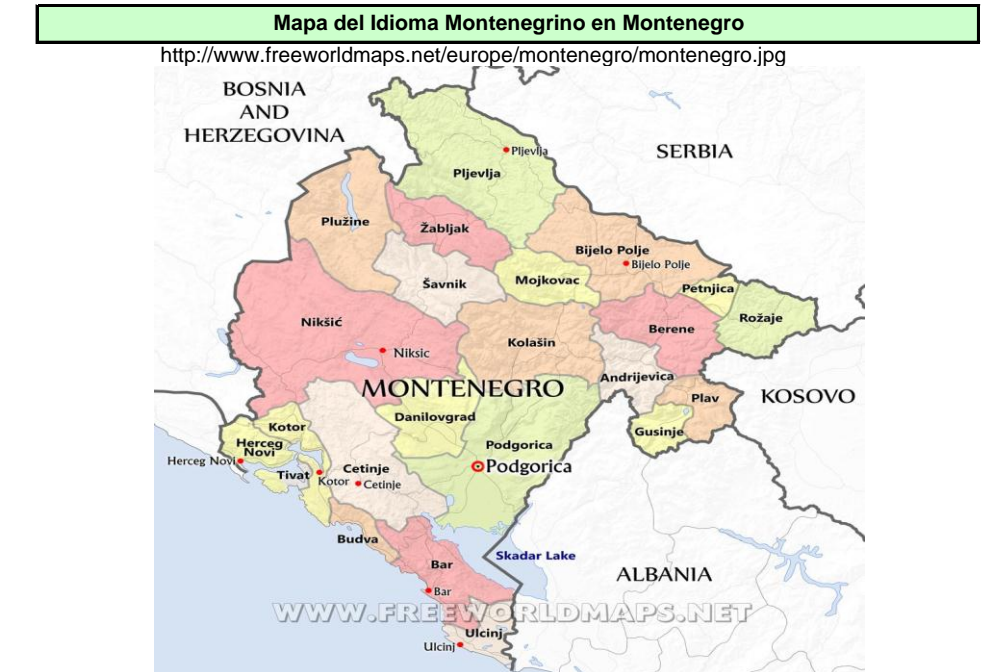 Mapa del Idioma Montenegrino en Montenegro
http://www.freeworldmaps.net/europe/montenegro/montenegro.jpg
BOSNIA
AND
HERZEGOVINA
SERBIA
Pljevlja
Pljevlja
Plužine
Žabljak
Bijelo Polje
Bijelo Polje
Šavnik
Mojkovac
Petnjica
Rožaje
Nikšić
Berene
Kolašin
Niksic
Andrijevica
MONTENEGRO
KOSOVO
Plav
Danilovgrad
Kotor
Gusinje
Herceg
Novi
Podgorica
Herceg Novi
Podgorica
Cetinje
Tivat
Kotor
Cetinje
Budva
Skadar Lake
Bar
ALBANIA
Bar
WWW.FREEWORLDMAPS.NET
Ulcinj
Ulcinj